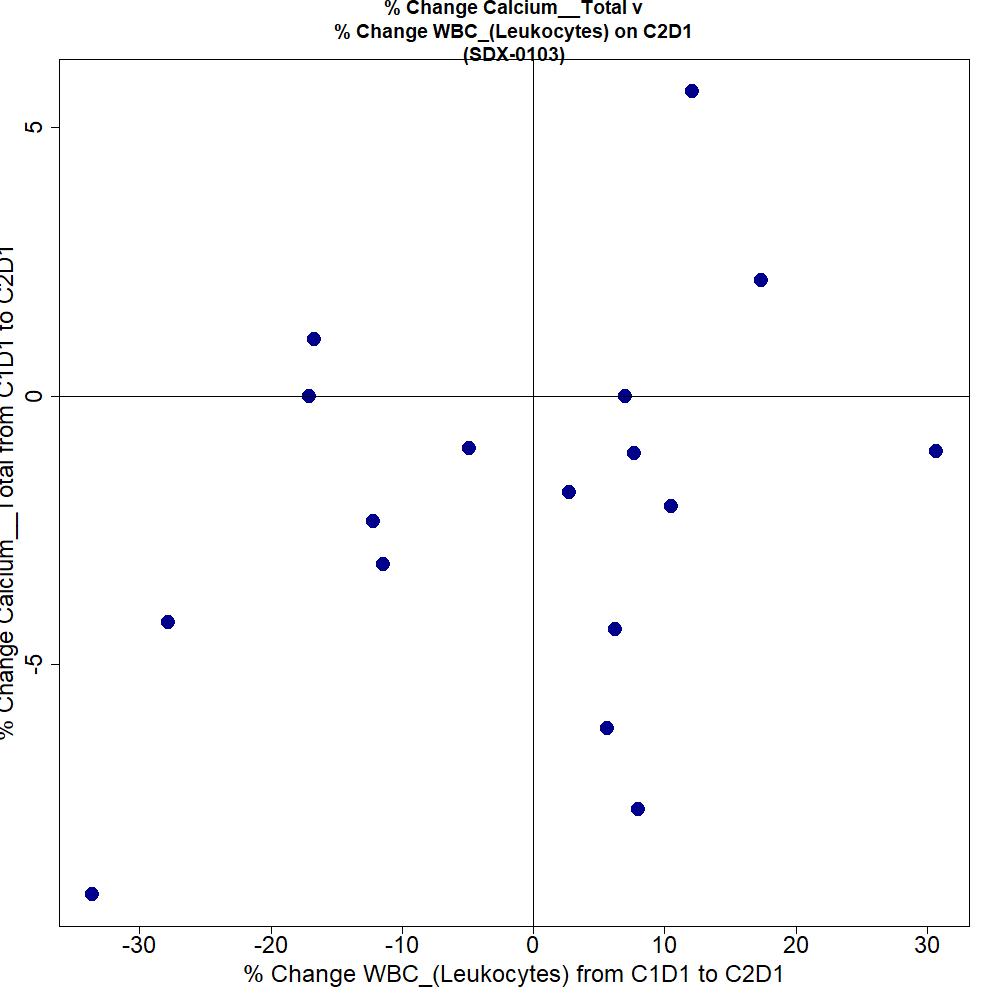 % Change Calcium__Total v
% Change WBC_(Leukocytes) on C2D1
(SDX-0103)
5
0
-5
% Change Calcium__Total from C1D1 to C2D1
-30
-20
-10
0
10
20
30
% Change WBC_(Leukocytes) from C1D1 to C2D1